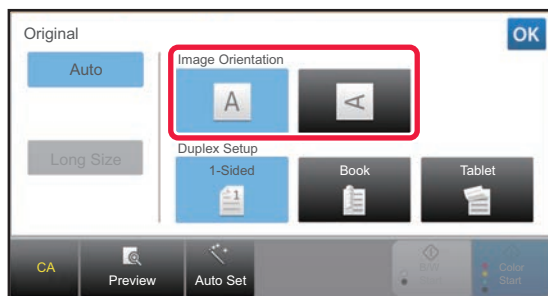 Original
OK
Auto
Image Orientation
A
A
Long Size
Duplex Setup
1-Sided
Book
Tablet
1
CA
Preview
Auto Set
B/W
Start
Color
Start